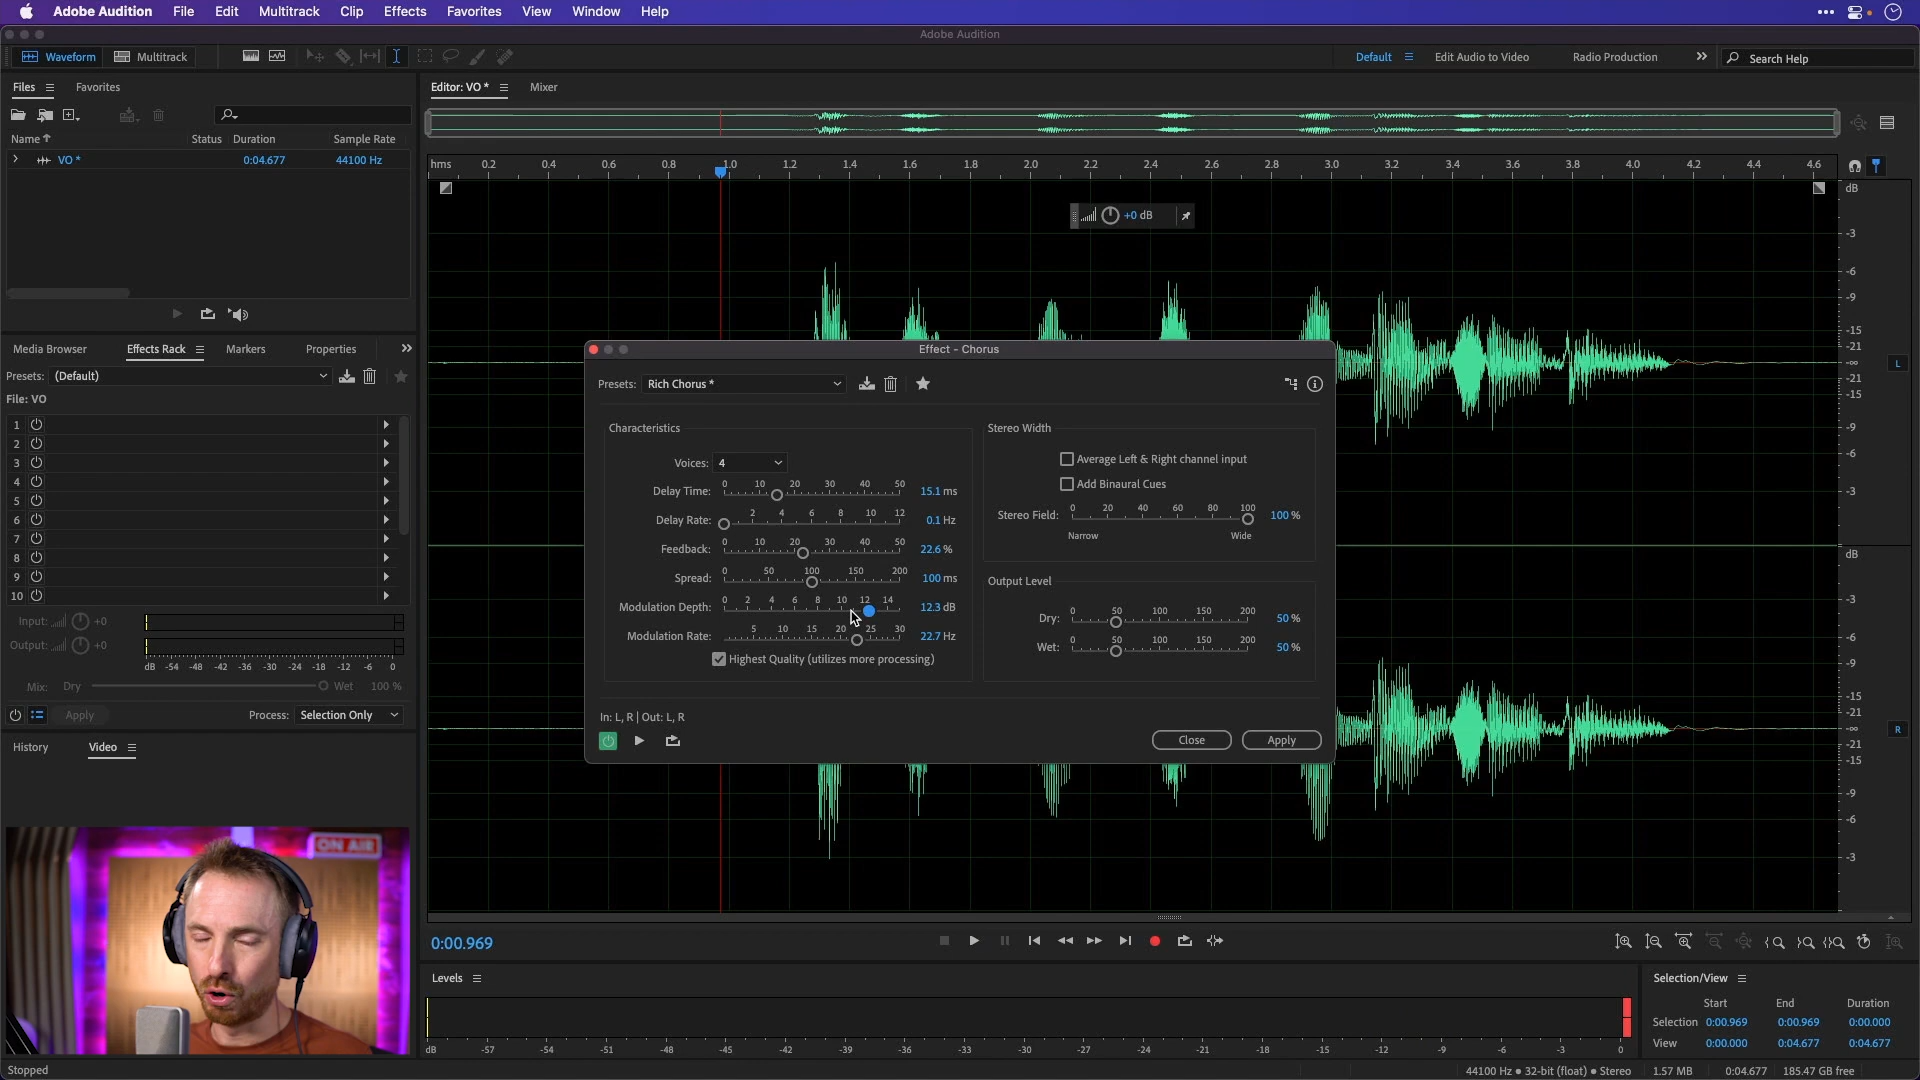 Adobe Audition File Edit Multitrack Clip Effects Favorites View Window Help
Adobe Audition
Waveform Multitrack Default Edit Audio to Video Radio Production Search Help
Files Favorites Editor: VO * Mixer
Name Status Duration Sample Rate
VO * 0:04.677 44100 Hz
hms 0.2 0.4 0.6 0.8 1.0 1.2 1.4 1.6 1.8 2.0 2.2 2.4 2.6 2.8 3.0 3.2 3.4 3.6 3.8 4.0 4.2 4.4 4.6
+0 dB
dB
-3
-6
-9
-15
-21
-∞
-21
-15
-9
-6
-3
L
dB
-3
-6
-9
-15
-21
-∞
-21
-15
-9
-6
-3
R
Media Browser Effects Rack Markers Properties
Presets: (Default)
File: VO
1
2
3
4
5
6
7
8
9
10
Input: +0
Output: +0
dB -54 -48 -42 -36 -30 -24 -18 -12 -6 0
Mix: Dry Wet 100 %
Apply Process: Selection Only
History Video
ON AIR
Effect - Chorus
Presets: Rich Chorus *
Characteristics
Voices: 4
0 10 20 30 40 50
Delay Time: 15.1 ms
2 4 6 8 10 12
Delay Rate: 0.1 Hz
0 10 20 30 40 50
Feedback: 22.6 %
0 50 100 150 200
Spread: 100 ms
0 2 4 6 8 10 12 14
Modulation Depth: 12.3 dB
5 10 15 20 25 30
Modulation Rate: 22.7 Hz
Highest Quality (utilizes more processing)
Stereo Width
Average Left & Right channel input
Add Binaural Cues
0 20 40 60 80 100
Stereo Field: 100 %
Narrow Wide
Output Level
0 50 100 150 200
Dry: 50 %
0 50 100 150 200
Wet: 50 %
In: L, R | Out: L, R
Close Apply
0:00.969
Levels
dB -57 -54 -51 -48 -45 -42 -39 -36 -33 -30 -27 -24 -21 -18 -15 -12 -9 -6 -3 0
Selection/View
Start End Duration
Selection 0:00.969 0:00.969 0:00.000
View 0:00.000 0:04.677 0:04.677
Stopped 44100 Hz ● 32-bit (float) ● Stereo 1.57 MB 0:04.677 185.47 GB free